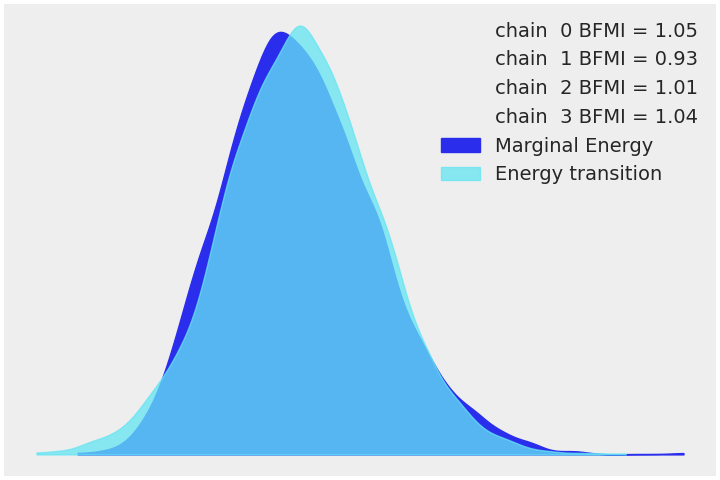 chain  0 BFMI = 1.05
chain  1 BFMI = 0.93
chain  2 BFMI = 1.01
chain  3 BFMI = 1.04
Marginal Energy
Energy transition